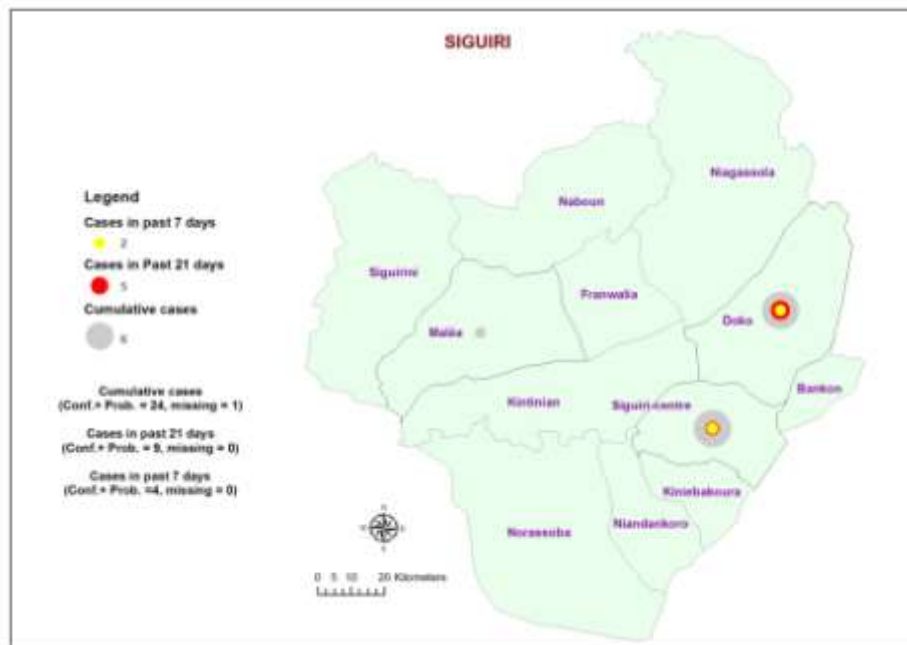 SIGUIRI
Legend
Cases in past 7 days
2
Cases in Past 21 days
5
Cumulative cases
6
Cumulative cases
(Conf.+ Prob. = 24, missing = 1)
Cases in past 21 days
(Conf.+ Prob. = 9, missing = 0)
Cases in past 7 days
(Conf.+ Prob. =4, missing = 0)
Niagassola
Naboun
Siguirini
Franwalia
Doko
Maléa
Bankon
Kintinian
Siguiri-centre
Kiniebakoura
Niandankoro
Norassoba
0 5 10 20 Kilometers